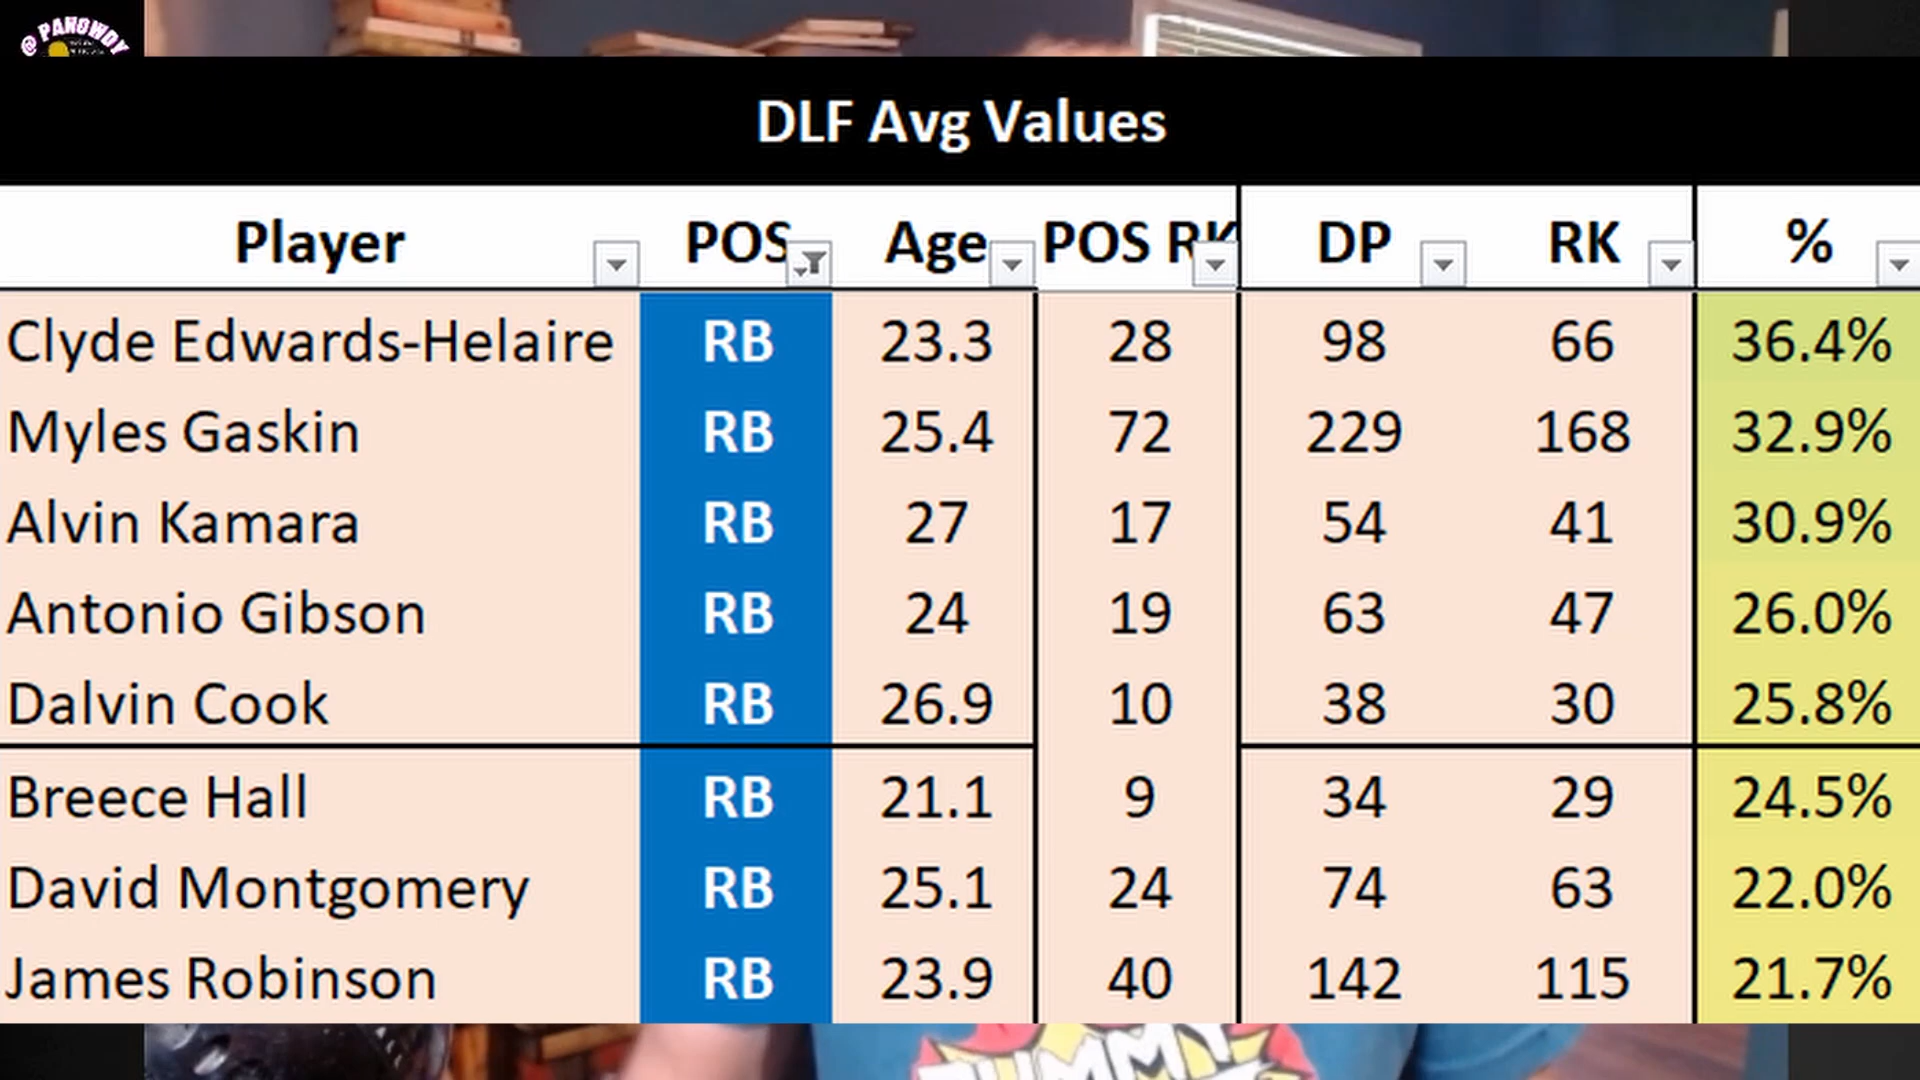 @PAHOWDY
DLF Avg Values
Player POS Age POS RK DP RK %
Clyde Edwards-Helaire RB 23.3 28 98 66 36.4%
Myles Gaskin RB 25.4 72 229 168 32.9%
Alvin Kamara RB 27 17 54 41 30.9%
Antonio Gibson RB 24 19 63 47 26.0%
Dalvin Cook RB 26.9 10 38 30 25.8%
Breece Hall RB 21.1 9 34 29 24.5%
David Montgomery RB 25.1 24 74 63 22.0%
James Robinson RB 23.9 40 142 115 21.7%